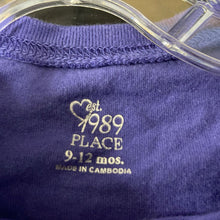 est.
1989
PLACE
9-12 mos.
MADE IN CAMBODIA